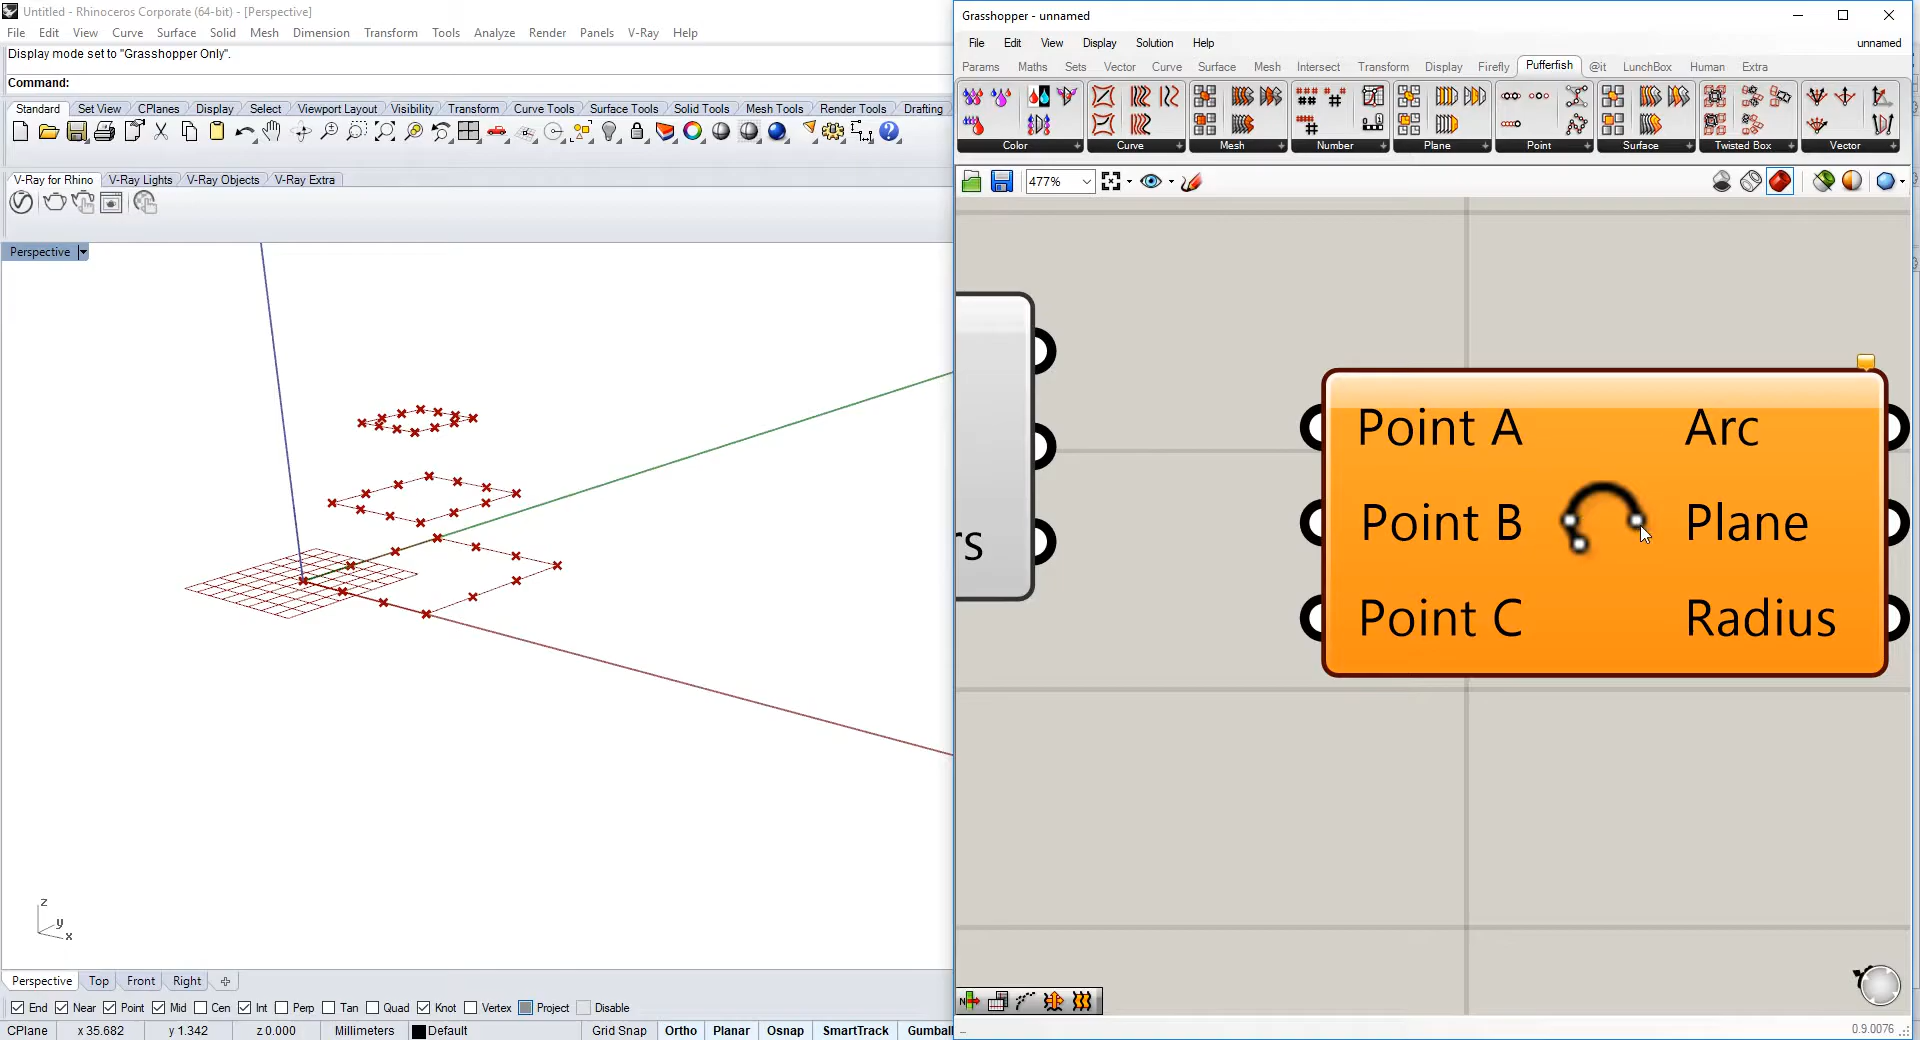 Untitled - Rhinoceros Corporate (64-bit) - [Perspective]
File Edit View Curve Surface Solid Mesh Dimension Transform Tools Analyze Render Panels V-Ray Help
Display mode set to "Grasshopper Only".
Command:
Standard Set View CPlanes Display Select Viewport Layout Visibility Transform Curve Tools Surface Tools Solid Tools Mesh Tools Render Tools Drafting
V-Ray for Rhino V-Ray Lights V-Ray Objects V-Ray Extra
Perspective
z
y
x
Perspective Top Front Right
End Near Point Mid Cen Int Perp Tan Quad Knot Vertex Project Disable
CPlane x 35.682 y 1.342 z 0.000 Millimeters Default Grid Snap Ortho Planar Osnap SmartTrack Gumball
Grasshopper - unnamed
File Edit View Display Solution Help unnamed
Params Maths Sets Vector Curve Surface Mesh Intersect Transform Display Firefly Pufferfish @it LunchBox Human Extra
Color Curve Mesh Number Plane Point Surface Twisted Box Vector
477%
rs
Point A Arc
Point B Plane
Point C Radius
0.9.0076